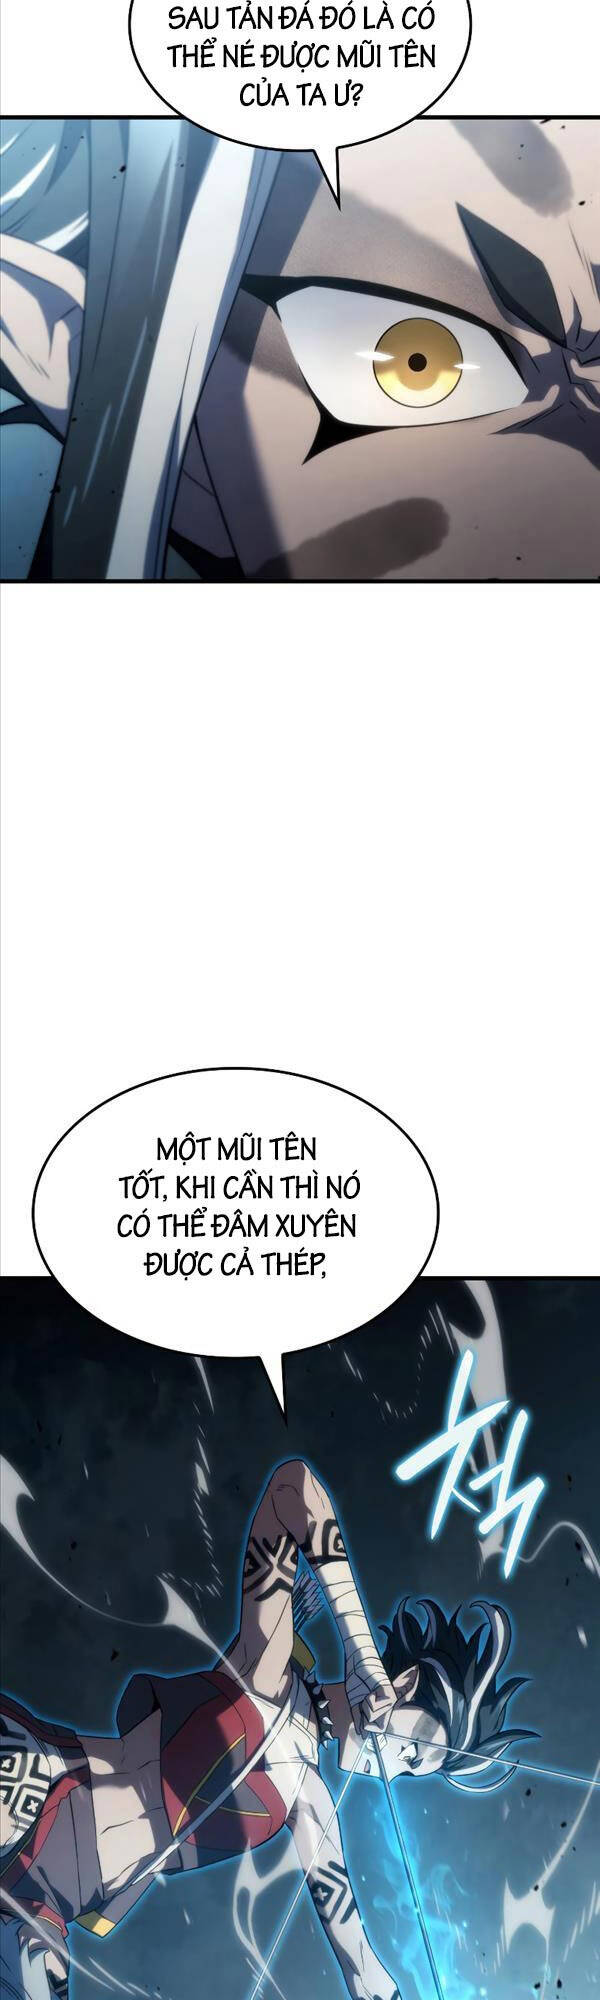 SAU TẢN ĐÁ ĐÓ LÀ CÓ
THỂ NÉ ĐƯỢC MŨI TÊN
CỦA TA Ư?
MỘT MŨI TÊN
TỐT, KHI CẦN THÌ NÓ
CÓ THỂ ĐÂM XUYÊN
ĐƯỢC CẢ THÉP,
척